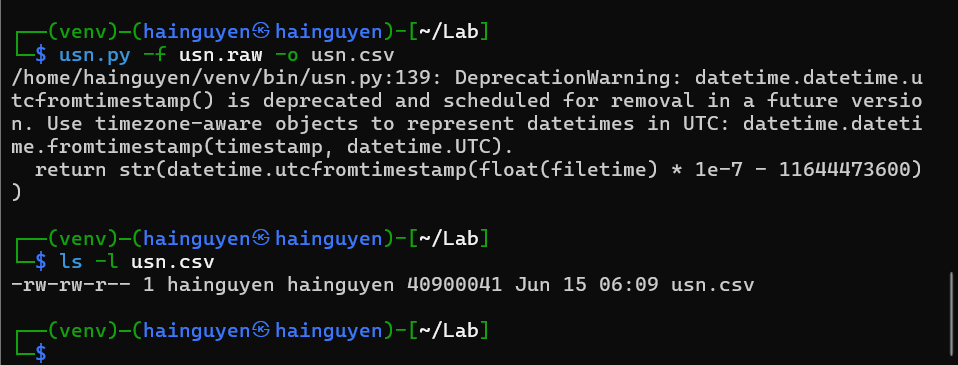 ┌──(venv)─(hainguyen㉿hainguyen)-[~/Lab]
└─$ usn.py -f usn.raw -o usn.csv
/home/hainguyen/venv/bin/usn.py:139: DeprecationWarning: datetime.datetime.u
tcfromtimestamp() is deprecated and scheduled for removal in a future versio
n. Use timezone-aware objects to represent datetimes in UTC: datetime.dateti
me.fromtimestamp(timestamp, datetime.UTC).
  return str(datetime.utcfromtimestamp(float(filetime) * 1e-7 - 11644473600)
)
┌──(venv)─(hainguyen㉿hainguyen)-[~/Lab]
└─$ ls -l usn.csv
-rw-rw-r-- 1 hainguyen hainguyen 40900041 Jun 15 06:09 usn.csv
┌──(venv)─(hainguyen㉿hainguyen)-[~/Lab]
└─$